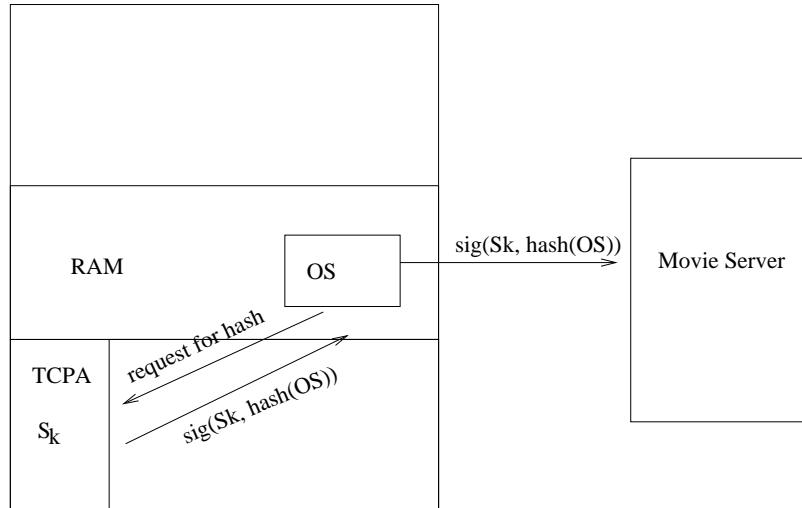 RAM
OS
sig(Sk, hash(OS))
Movie Server
request for hash
sig(Sk, hash(OS))
TCPA
Sk